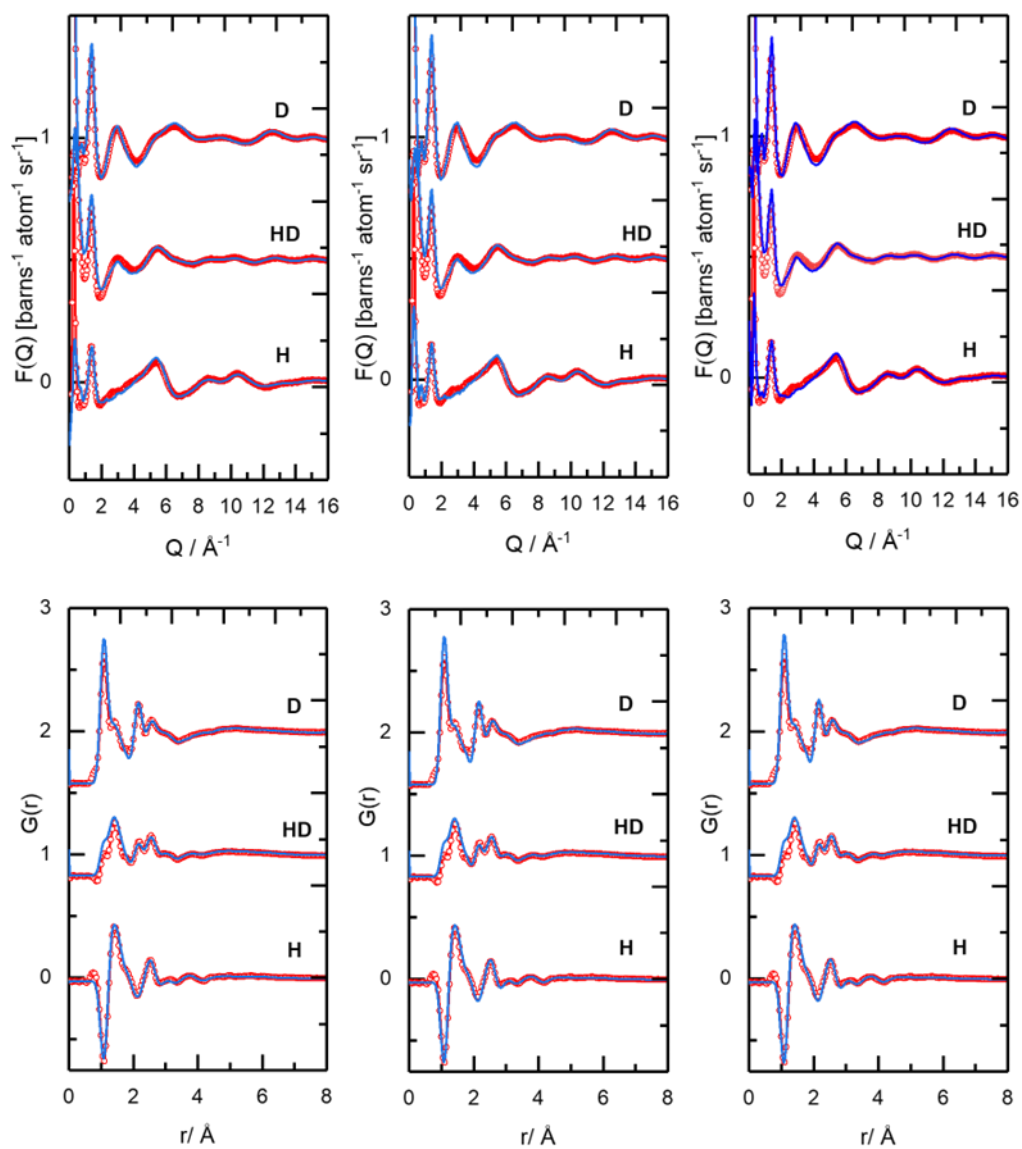 F(Q) [barns⁻¹ atom⁻¹ sr⁻¹]
1
0
D
HD
H
0 2 4 6 8 10 12 14 16
Q / Å⁻¹
F(Q) [barns⁻¹ atom⁻¹ sr⁻¹]
1
0
D
HD
H
0 2 4 6 8 10 12 14 16
Q / Å⁻¹
F(Q) [barns⁻¹ atom⁻¹ sr⁻¹]
1
0
D
HD
H
0 2 4 6 8 10 12 14 16
Q / Å⁻¹
G(r)
3
2
1
0
D
HD
H
0 2 4 6 8
r/ Å
G(r)
3
2
1
0
D
HD
H
0 2 4 6 8
r/ Å
G(r)
3
2
1
0
D
HD
H
0 2 4 6 8
r/ Å